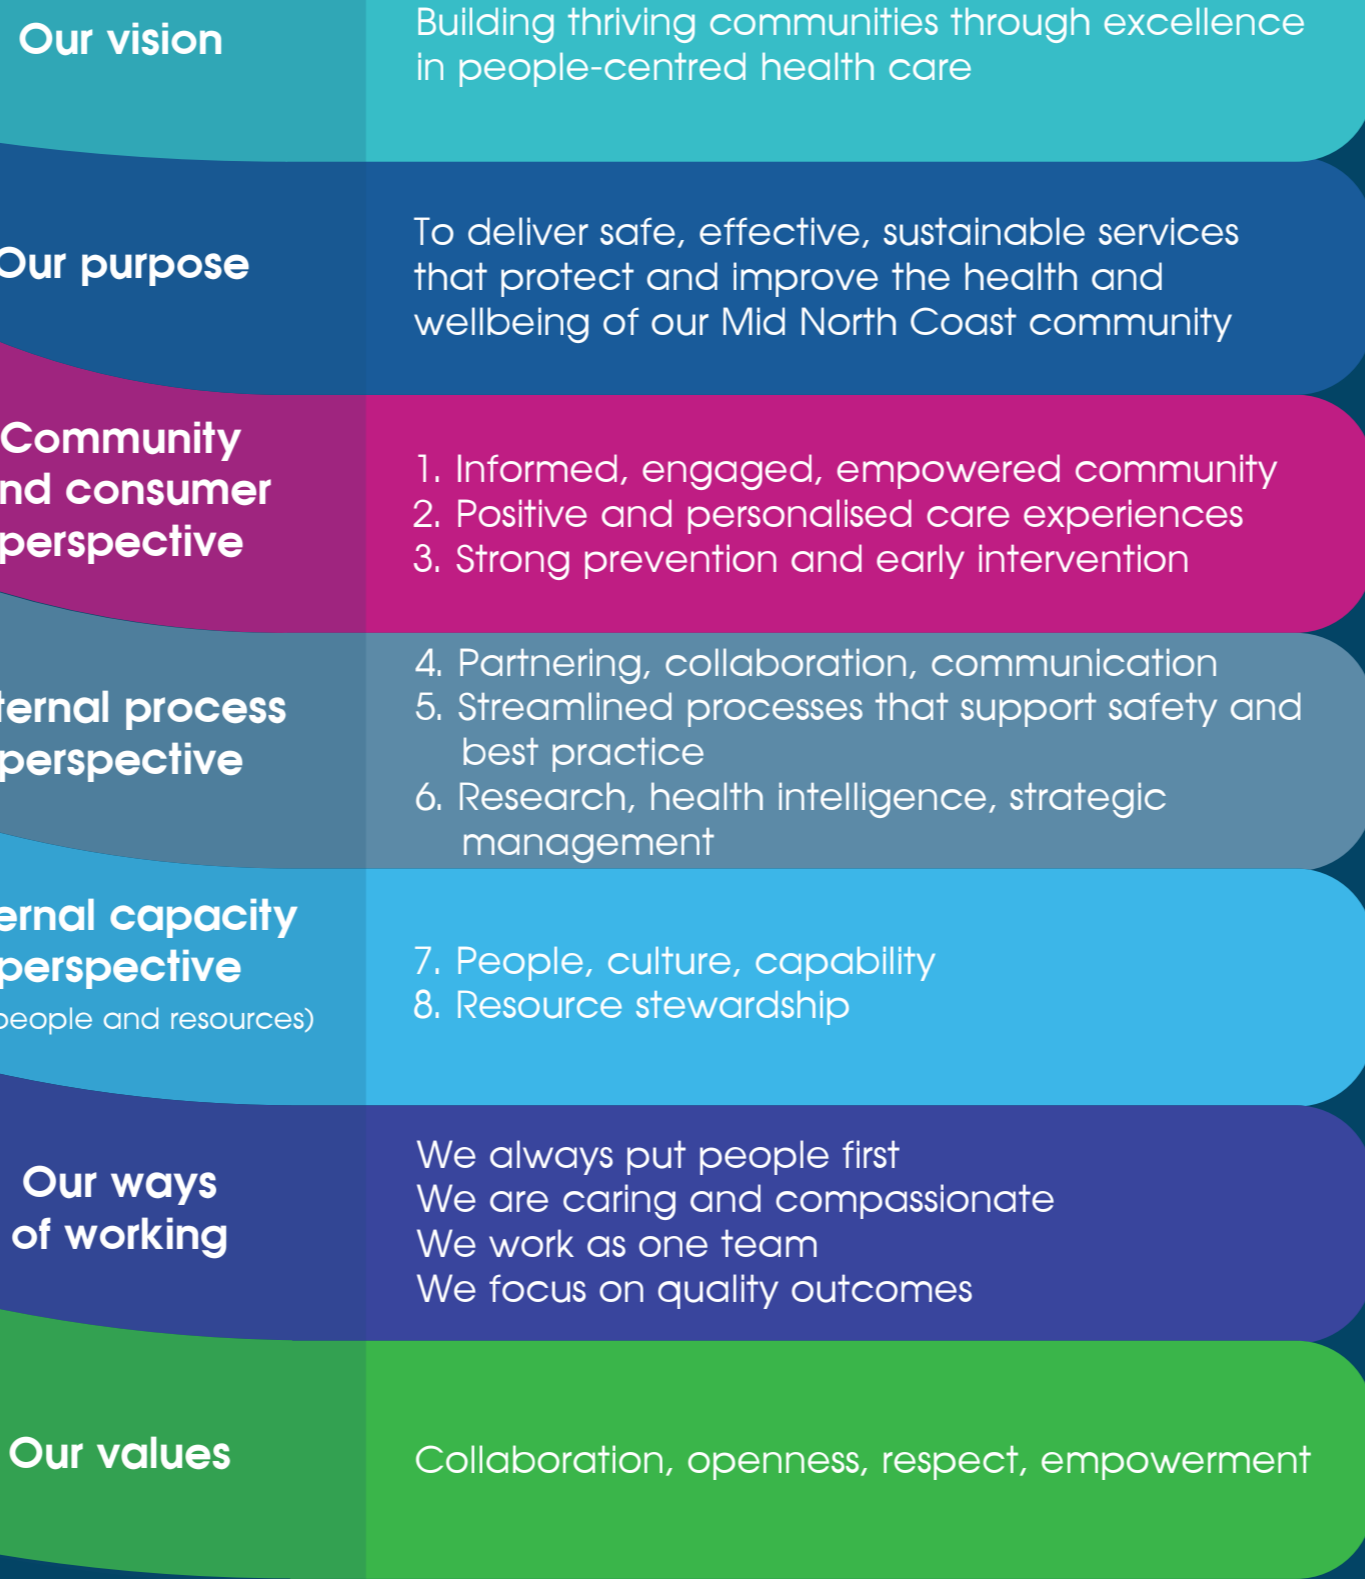 Our vision
Building thriving communities through excellence
in people-centred health care
Our purpose
To deliver safe, effective, sustainable services
that protect and improve the health and
wellbeing of our Mid North Coast community
Community
nd consumer
perspective
1. Informed, engaged, empowered community
2. Positive and personalised care experiences
3. Strong prevention and early intervention
ternal process
perspective
4. Partnering, collaboration, communication
5. Streamlined processes that support safety and
best practice
6. Research, health intelligence, strategic
management
ernal capacity
perspective
people and resources)
7. People, culture, capability
8. Resource stewardship
Our ways
of working
We always put people first
We are caring and compassionate
We work as one team
We focus on quality outcomes
Our values
Collaboration, openness, respect, empowerment